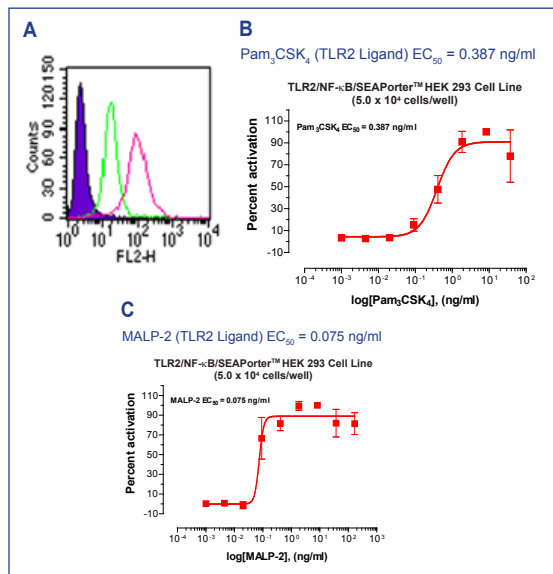 A
Counts
150
120
90
60
30
0
10⁰ 10¹ 10² 10³ 10⁴
FL2-H
B
Pam₃CSK₄ (TLR2 Ligand) EC₅₀ = 0.387 ng/ml
TLR2/NF-κB/SEAPorter™ HEK 293 Cell Line
(5.0 x 10⁴ cells/well)
Pam₃CSK₄ EC₅₀ = 0.387 ng/ml
Percent activation
110
90
70
50
30
10
-10
10⁻⁴ 10⁻³ 10⁻² 10⁻¹ 10⁰ 10¹ 10²
log[Pam₃CSK₄], (ng/ml)
C
MALP-2 (TLR2 Ligand) EC₅₀ = 0.075 ng/ml
TLR2/NF-κB/SEAPorter™ HEK 293 Cell Line
(5.0 x 10⁴ cells/well)
MALP-2 EC₅₀ = 0.075 ng/ml
Percent activation
110
90
70
50
30
10
-10
10⁻⁴ 10⁻³ 10⁻² 10⁻¹ 10⁰ 10¹ 10² 10³
log[MALP-2], (ng/ml)